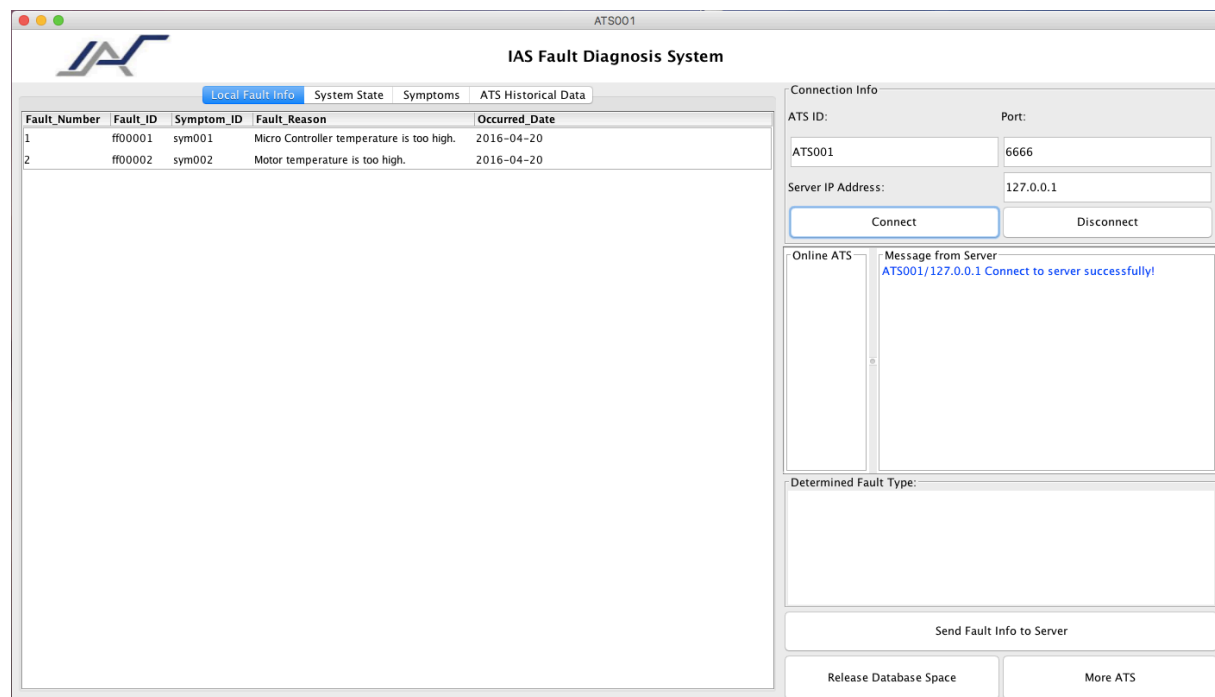 ATS001
IAS
IAS Fault Diagnosis System
Local Fault Info System State Symptoms ATS Historical Data
Fault_Number Fault_ID Symptom_ID Fault_Reason Occurred_Date
1 ff00001 sym001 Micro Controller temperature is too high. 2016-04-20
2 ff00002 sym002 Motor temperature is too high. 2016-04-20
Connection Info
ATS ID: Port:
ATS001 6666
Server IP Address: 127.0.0.1
Connect Disconnect
Online ATS Message from Server
ATS001/127.0.0.1 Connect to server successfully!
Determined Fault Type:
Send Fault Info to Server
Release Database Space More ATS